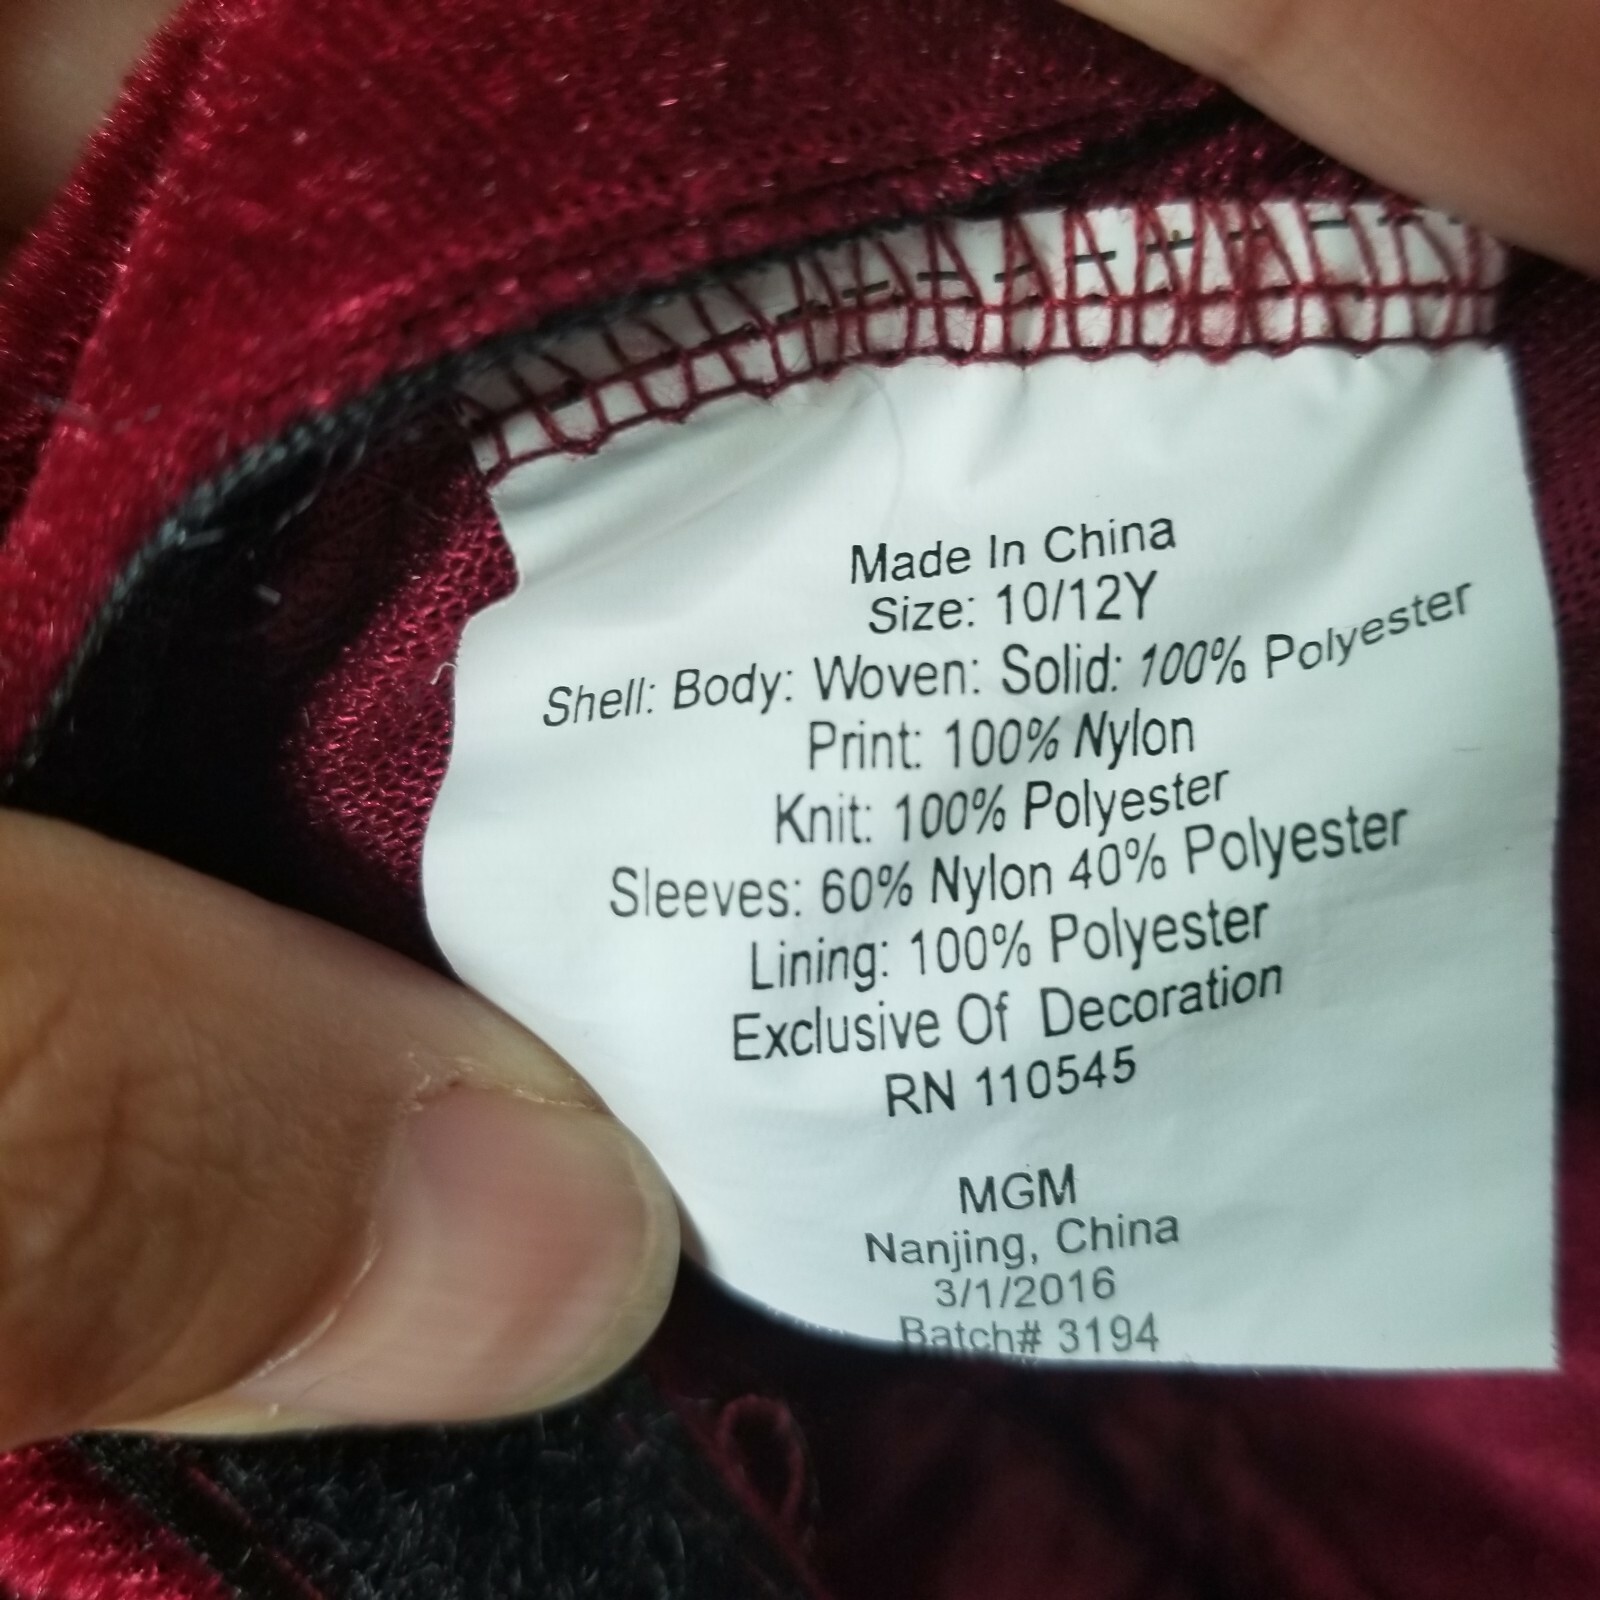 Made In China
Size: 10/12Y
Shell: Body: Woven: Solid: 100% Polyester
Print: 100% Nylon
Knit: 100% Polyester
Sleeves: 60% Nylon 40% Polyester
Lining: 100% Polyester
Exclusive Of Decoration
RN 110545
MGM
Nanjing, China
3/1/2016
Batch# 3194